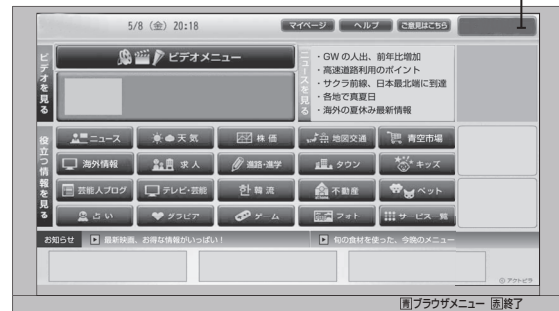 5/8 (金) 20:18
マイページ
ヘルプ
ご意見はこちら
ビデオを見る
ビデオメニュー
ニュースを見る
・GWの人出、前年比増加
・高速道路利用のポイント
・サクラ前線、日本最北端に到達
・各地で真夏日
・海外の夏休み最新情報
役立つ情報を見る
ニュース
天気
株価
地図交通
青空市場
海外情報
求人
進路・進学
タウン
キッズ
芸能人ブログ
テレビ・芸能
한 韓流
不動産
ペット
占い
グラビア
ゲーム
フォト
サービス一覧
お知らせ
最新映画、お得な情報がいっぱい！
旬の食材を使った、今晩のメニュー
© アクトビラ
青 ブラウザメニュー 赤 終了